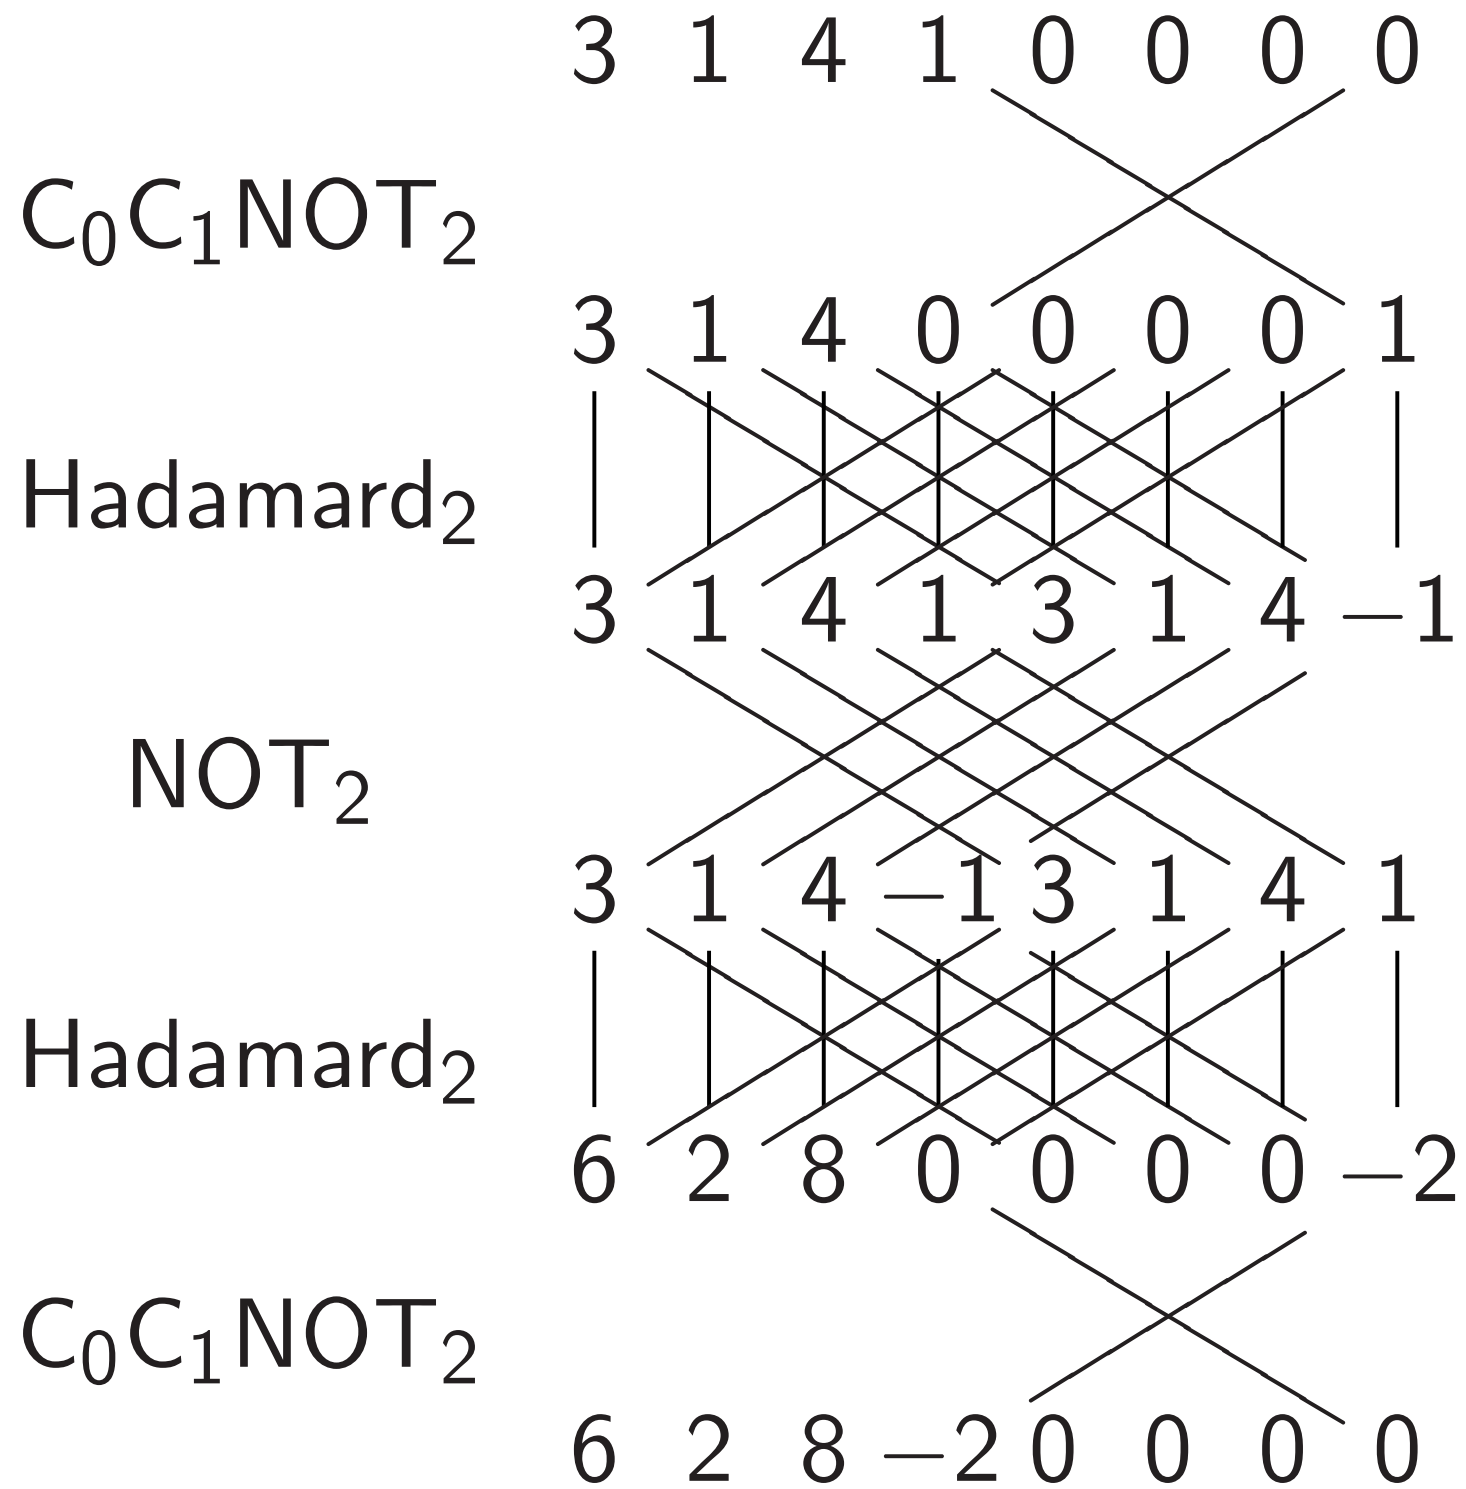 3 1 4 1 0 0 0 0
C₀C₁NOT₂
3 1 4 0 0 0 0 1
Hadamard₂
3 1 4 1 3 1 4 −1
NOT₂
3 1 4 −1 3 1 4 1
Hadamard₂
6 2 8 0 0 0 0 −2
C₀C₁NOT₂
6 2 8 −2 0 0 0 0